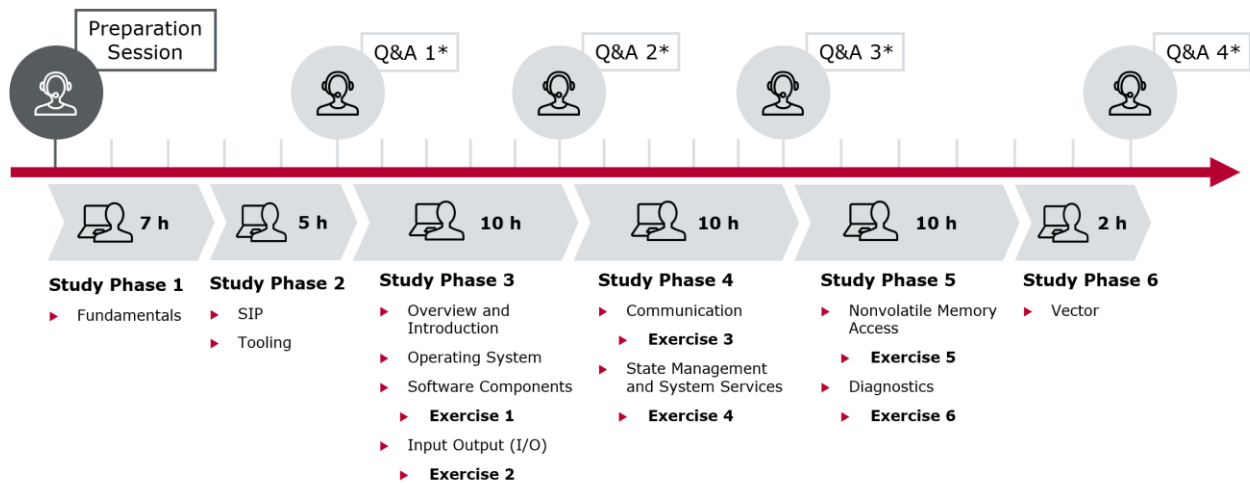 Preparation
Session
Q&A 1*
Q&A 2*
Q&A 3*
Q&A 4*
7 h
5 h
10 h
10 h
10 h
2 h
Study Phase 1
Fundamentals
Study Phase 2
SIP
Tooling
Study Phase 3
Overview and
Introduction
Operating System
Software Components
Exercise 1
Input Output (I/O)
Exercise 2
Study Phase 4
Communication
Exercise 3
State Management
and System Services
Exercise 4
Study Phase 5
Nonvolatile Memory
Access
Exercise 5
Diagnostics
Exercise 6
Study Phase 6
Vector